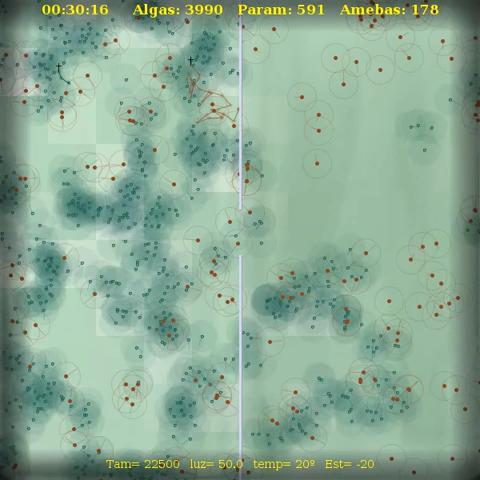 00:30:16 Algas: 3990 Param: 591 Amebas: 178
Tam= 22500 luz= 50.0 temp= 20º Est= -20